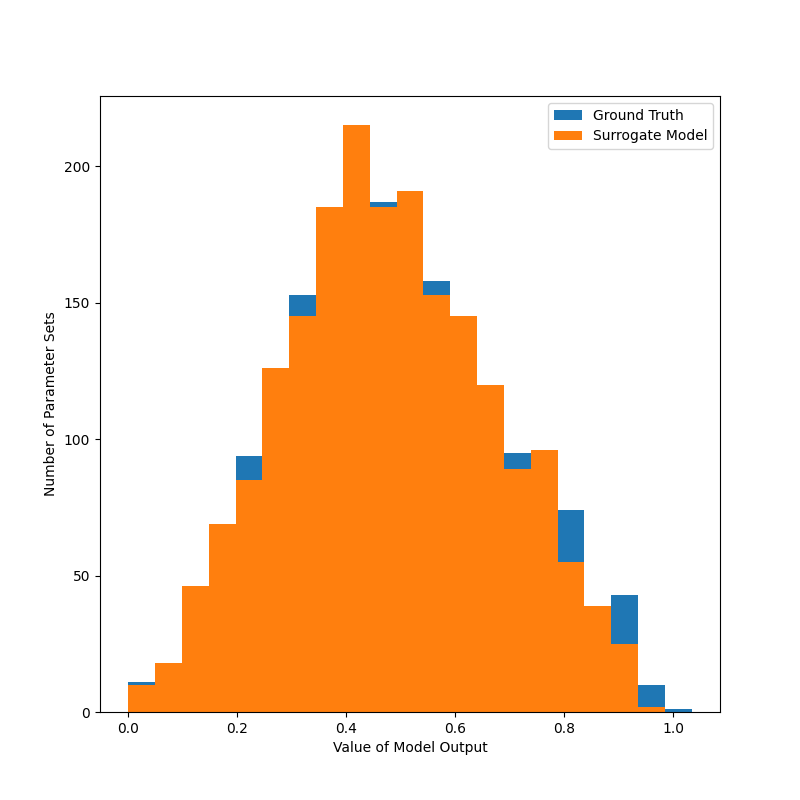 Ground Truth
Surrogate Model
200
150
100
50
0
Number of Parameter Sets
0.0 0.2 0.4 0.6 0.8 1.0
Value of Model Output